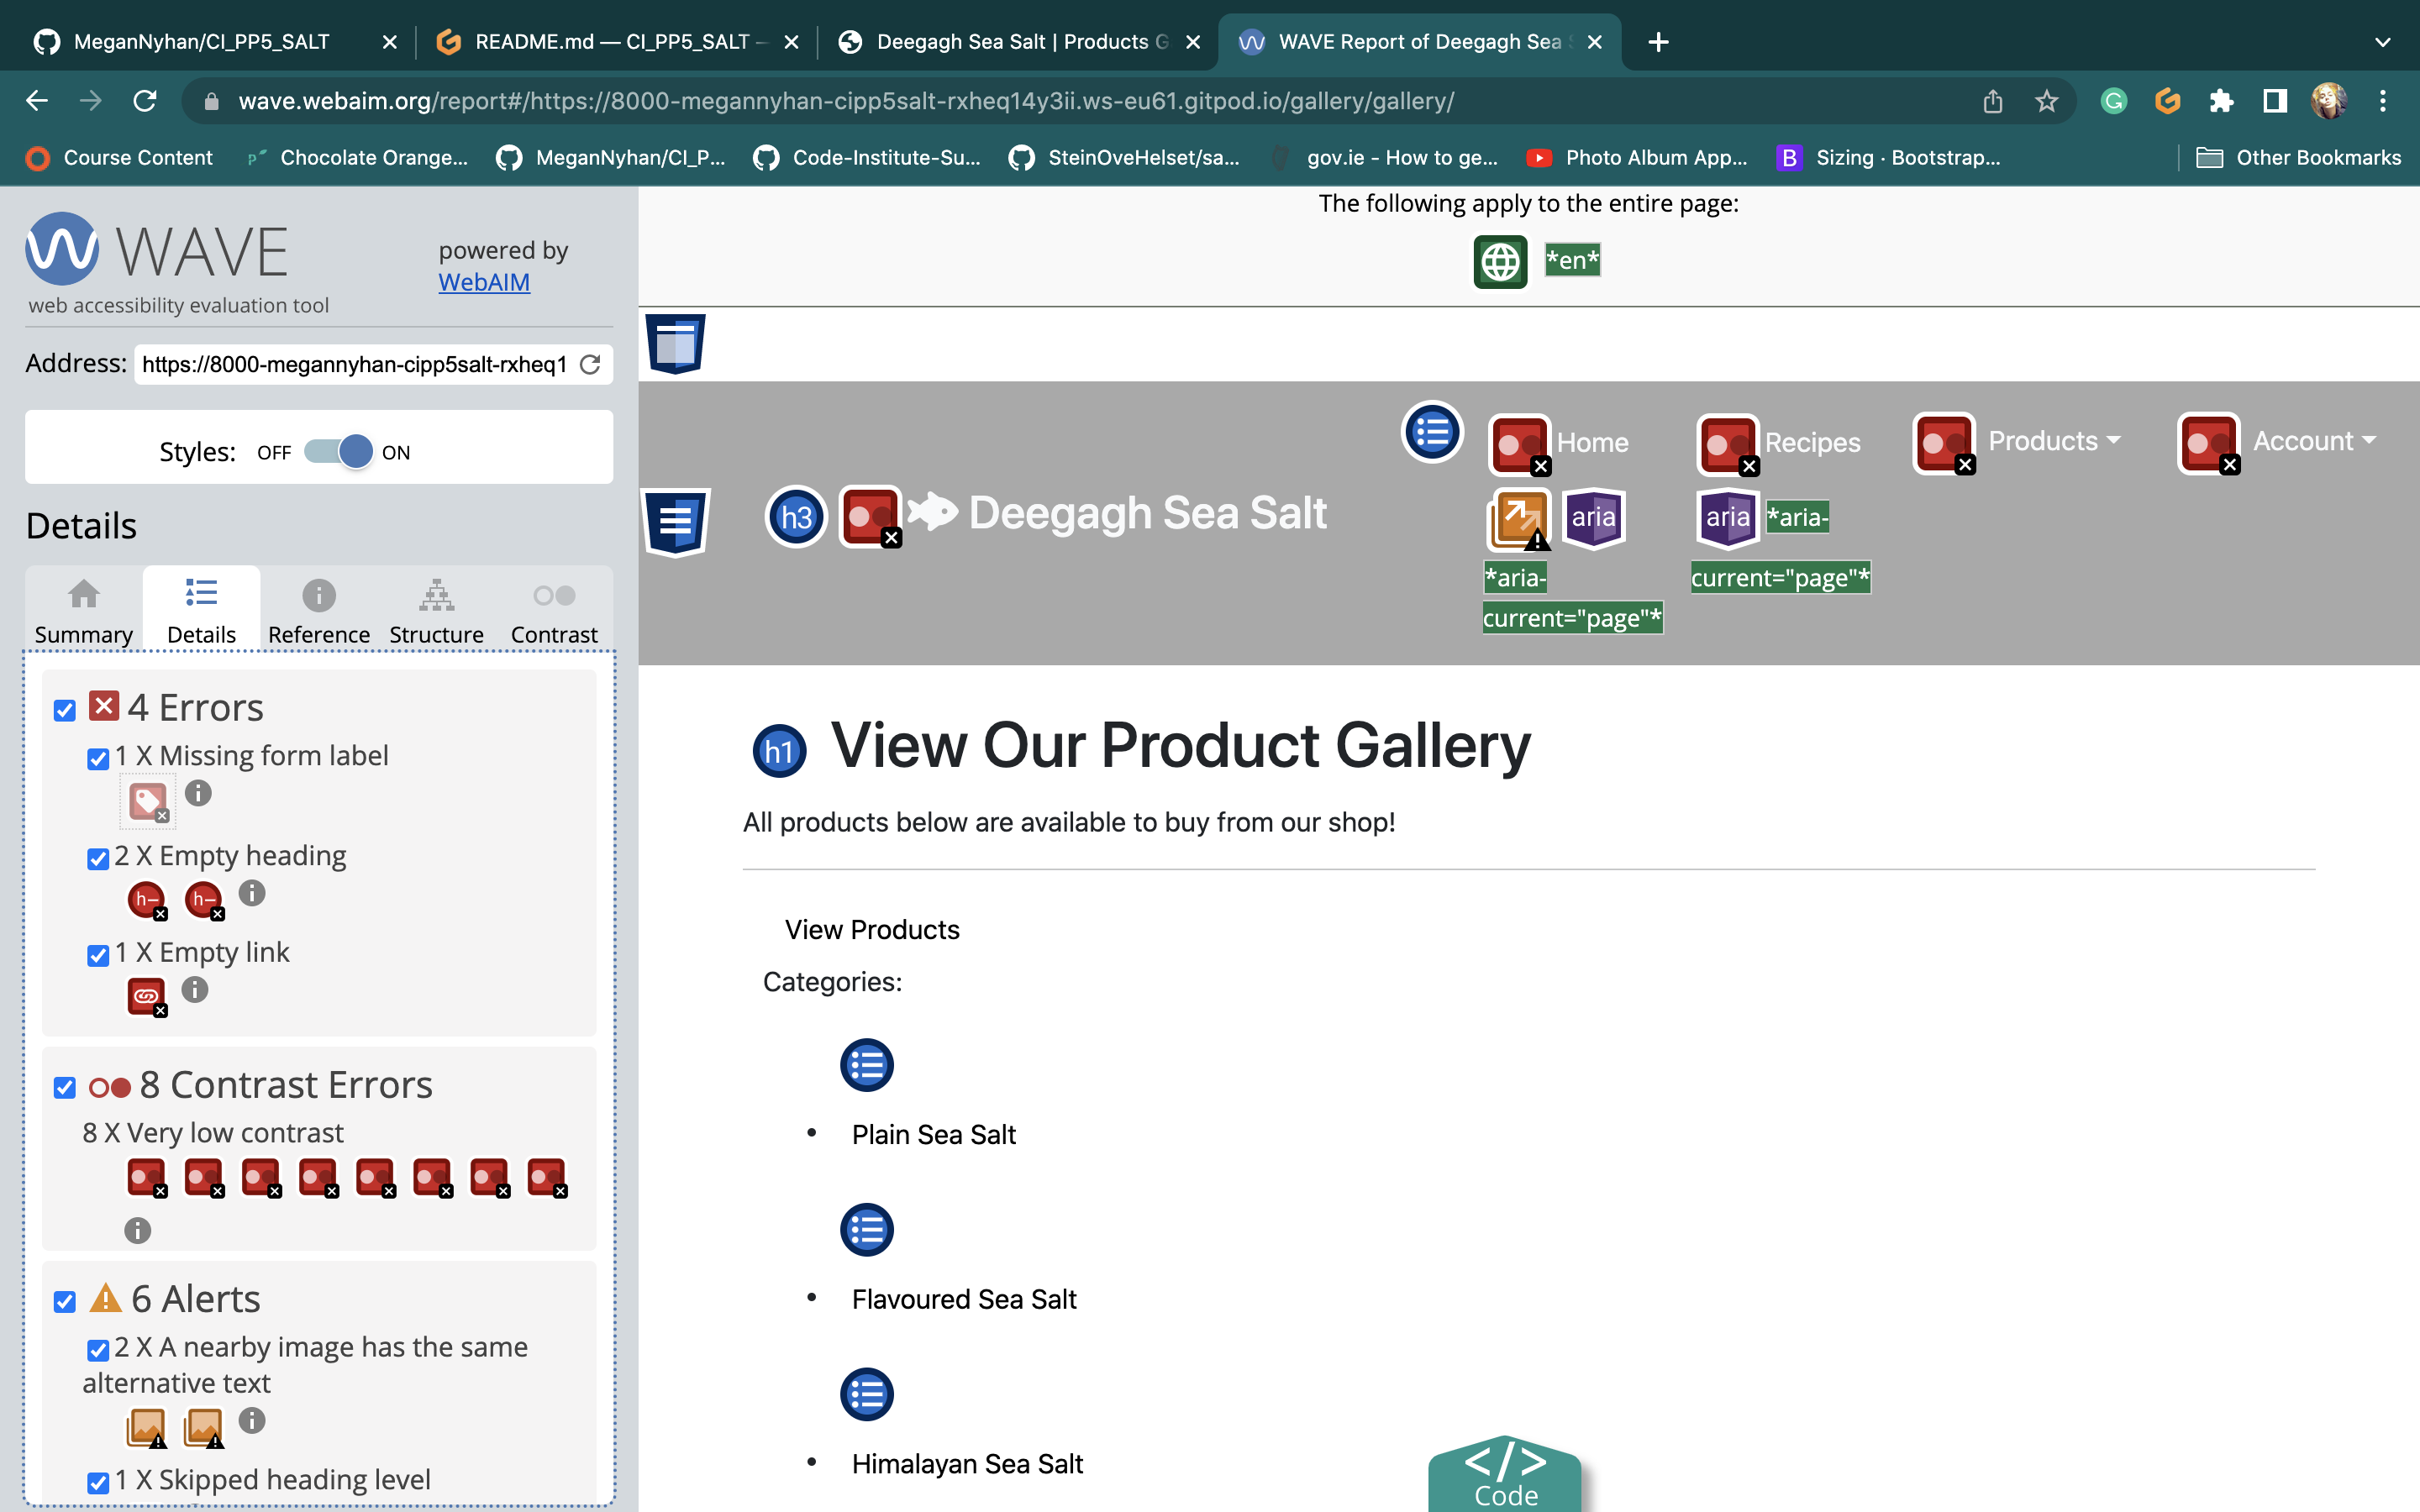 MeganNyhan/CI_PP5_SALT
README.md — CI_PP5_SALT
Deegagh Sea Salt | Products G
WAVE Report of Deegagh Sea
wave.webaim.org/report#/https://8000-megannyhan-cipp5salt-rxheq14y3ii.ws-eu61.gitpod.io/gallery/gallery/
Course Content
Chocolate Orange...
MeganNyhan/CI_P...
Code-Institute-Su...
SteinOveHelset/sa...
gov.ie - How to ge...
Photo Album App...
B
Sizing · Bootstrap...
Other Bookmarks
WAVE
web accessibility evaluation tool
powered by
WebAIM
Address:
https://8000-megannyhan-cipp5salt-rxheq1
Styles: OFF ON
Details
Summary
Details
Reference
Structure
Contrast
4 Errors
1 X Missing form label
2 X Empty heading
h–
h–
1 X Empty link
8 Contrast Errors
8 X Very low contrast
6 Alerts
2 X A nearby image has the same
alternative text
1 X Skipped heading level
The following apply to the entire page:
*en*
h3
Deegagh Sea Salt
Home
aria
*aria-
current="page"*
Recipes
aria
*aria-
current="page"*
Products
Account
h1
View Our Product Gallery
All products below are available to buy from our shop!
View Products
Categories:
• Plain Sea Salt
• Flavoured Sea Salt
• Himalayan Sea Salt
</>
Code